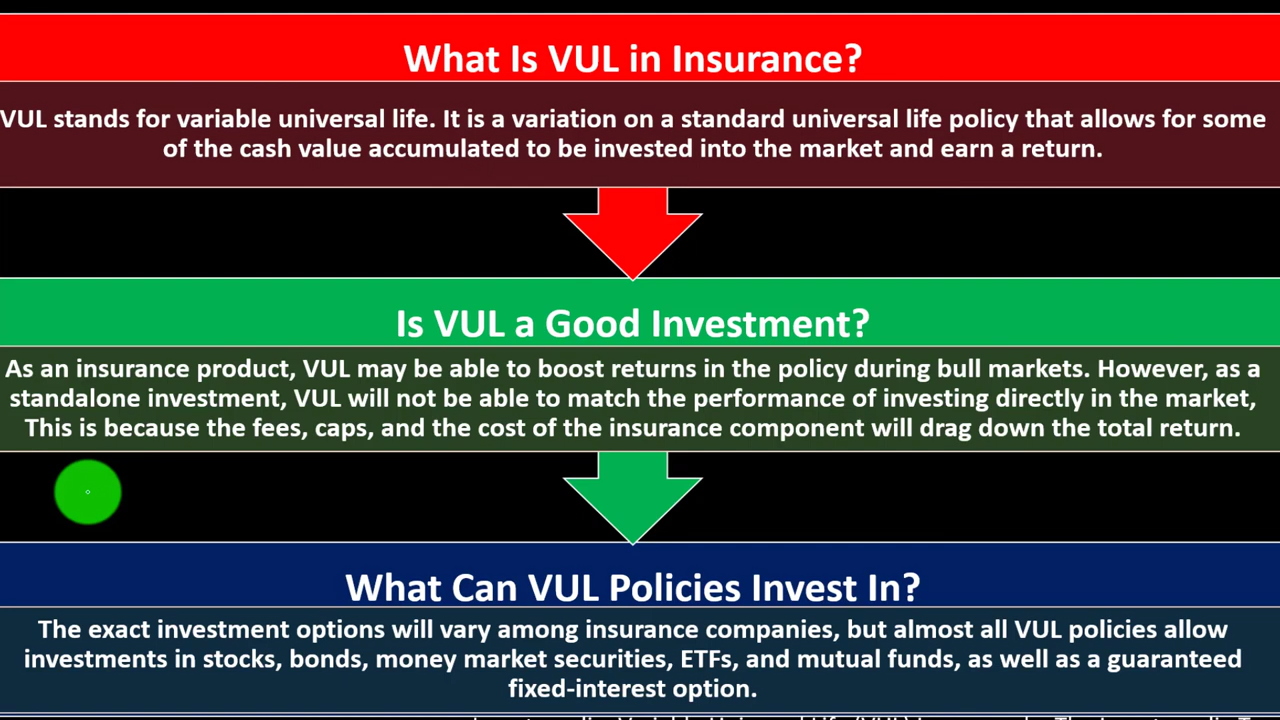 What Is VUL in Insurance?
VUL stands for variable universal life. It is a variation on a standard universal life policy that allows for some
of the cash value accumulated to be invested into the market and earn a return.
Is VUL a Good Investment?
As an insurance product, VUL may be able to boost returns in the policy during bull markets. However, as a
standalone investment, VUL will not be able to match the performance of investing directly in the market,
This is because the fees, caps, and the cost of the insurance component will drag down the total return.
What Can VUL Policies Invest In?
The exact investment options will vary among insurance companies, but almost all VUL policies allow
investments in stocks, bonds, money market securities, ETFs, and mutual funds, as well as a guaranteed
fixed-interest option.